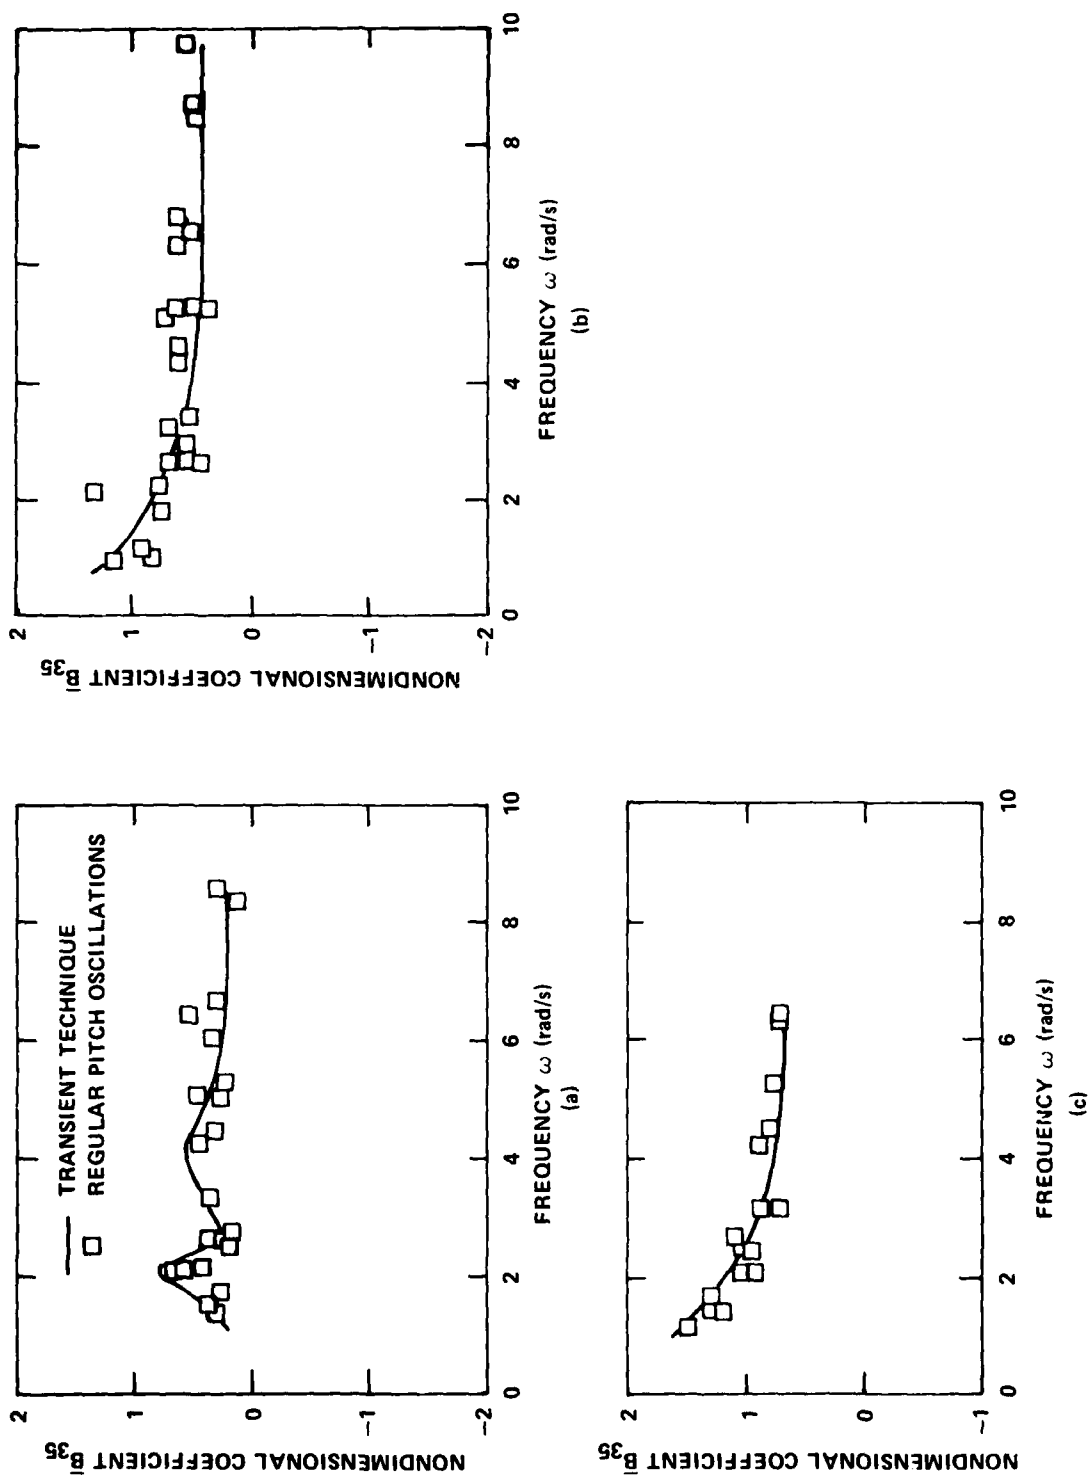 2
1
0
−1
−2
NONDIMENSIONAL COEFFICIENT B̅₃₅
TRANSIENT TECHNIQUE
REGULAR PITCH OSCILLATIONS
0 2 4 6 8 10
FREQUENCY ω (rad/s)
(a)
2
1
0
−1
−2
NONDIMENSIONAL COEFFICIENT B̅₃₅
0 2 4 6 8 10
FREQUENCY ω (rad/s)
(b)
2
1
0
−1
NONDIMENSIONAL COEFFICIENT B̅₃₅
0 2 4 6 8 10
FREQUENCY ω (rad/s)
(c)